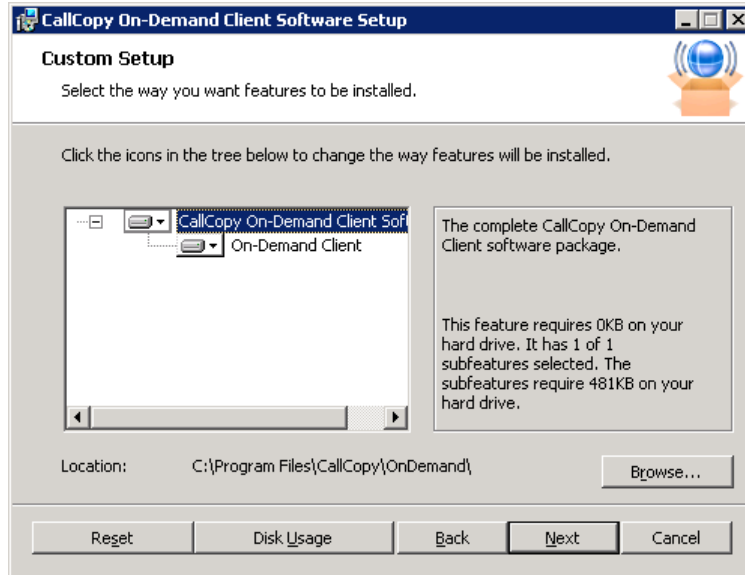 CallCopy On-Demand Client Software Setup
Custom Setup
Select the way you want features to be installed.
Click the icons in the tree below to change the way features will be installed.
CallCopy On-Demand Client Soft
On-Demand Client
The complete CallCopy On-Demand
Client software package.
This feature requires 0KB on your
hard drive. It has 1 of 1
subfeatures selected. The
subfeatures require 481KB on your
hard drive.
Location: C:\Program Files\CallCopy\OnDemand\
Browse...
Reset Disk Usage Back Next Cancel